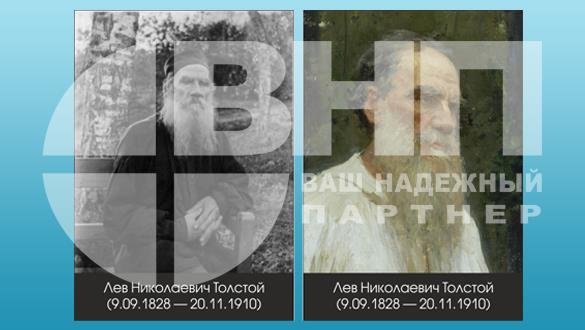 ВНП
ВАШ НАДЕЖНЫЙ
ПАРТНЕР
Лев Николаевич Толстой
(9.09.1828 — 20.11.1910)
Лев Николаевич Толстой
(9.09.1828 — 20.11.1910)